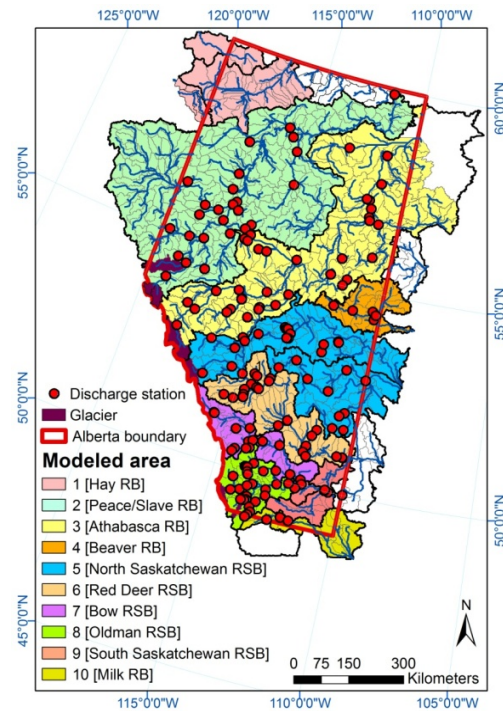 125°0'0"W 120°0'0"W 115°0'0"W 110°0'0"W
60°0'0"N
55°0'0"N
55°0'0"N
50°0'0"N
50°0'0"N
45°0'0"N
Discharge station
Glacier
Alberta boundary
Modeled area
1 [Hay RB]
2 [Peace/Slave RB]
3 [Athabasca RB]
4 [Beaver RB]
5 [North Saskatchewan RSB]
6 [Red Deer RSB]
7 [Bow RSB]
8 [Oldman RSB]
9 [South Saskatchewan RSB]
10 [Milk RB]
N
0 75 150 300
Kilometers
115°0'0"W 110°0'0"W 105°0'0"W